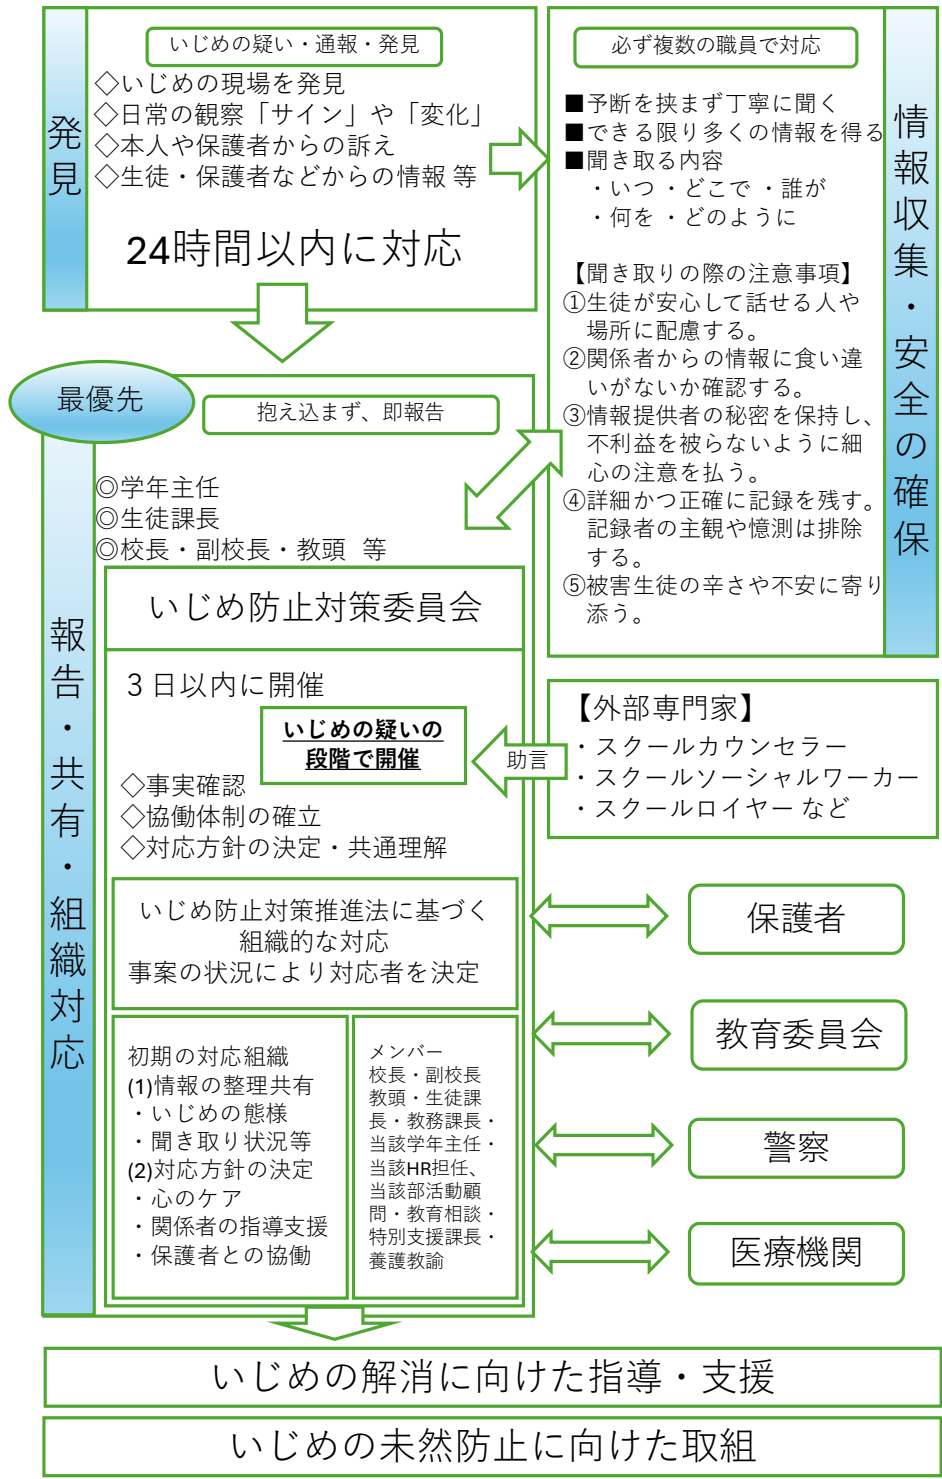 発見
いじめの疑い・通報・発見
◇いじめの現場を発見
◇日常の観察「サイン」や「変化」
◇本人や保護者からの訴え
◇生徒・保護者などからの情報 等
24時間以内に対応
情報収集・安全の確保
必ず複数の職員で対応
■予断を挟まず丁寧に聞く
■できる限り多くの情報を得る
■聞き取る内容
・いつ ・どこで ・誰が
・何を ・どのように
【聞き取りの際の注意事項】
①生徒が安心して話せる人や
場所に配慮する。
②関係者からの情報に食い違
いがないか確認する。
③情報提供者の秘密を保持し、
不利益を被らないように細
心の注意を払う。
④詳細かつ正確に記録を残す。
記録者の主観や憶測は排除
する。
⑤被害生徒の辛さや不安に寄り
添う。
最優先
報告・共有・組織対応
抱え込まず、即報告
◎学年主任
◎生徒課長
◎校長・副校長・教頭 等
いじめ防止対策委員会
３日以内に開催
いじめの疑いの
段階で開催
◇事実確認
◇協働体制の確立
◇対応方針の決定・共通理解
助言
【外部専門家】
・スクールカウンセラー
・スクールソーシャルワーカー
・スクールロイヤー など
いじめ防止対策推進法に基づく
組織的な対応
事案の状況により対応者を決定
初期の対応組織
(1)情報の整理共有
・いじめの態様
・聞き取り状況等
(2)対応方針の決定
・心のケア
・関係者の指導支援
・保護者との協働
メンバー
校長・副校長
教頭・生徒課
長・教務課長・
当該学年主任・
当該HR担任、
当該部活動顧
問・教育相談・
特別支援課長・
養護教諭
保護者
教育委員会
警察
医療機関
いじめの解消に向けた指導・支援
いじめの未然防止に向けた取組